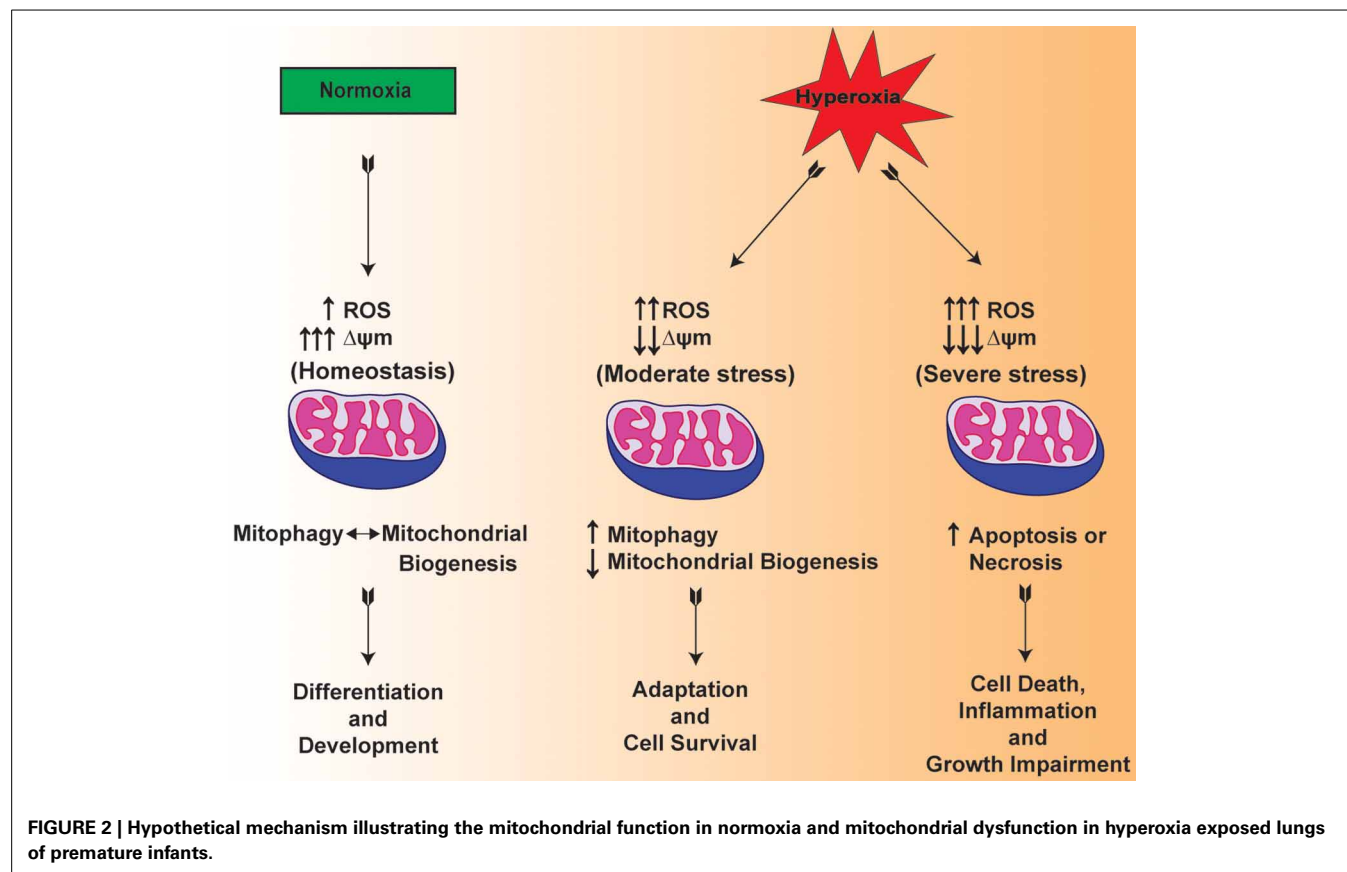 Normoxia
Hyperoxia
↑ ROS
↑↑↑ Δψm
(Homeostasis)
↑↑ ROS
↓↓ Δψm
(Moderate stress)
↑↑↑ ROS
↓↓↓ Δψm
(Severe stress)
Mitophagy ↔ Mitochondrial
Biogenesis
↑ Mitophagy
↓ Mitochondrial Biogenesis
↑ Apoptosis or
Necrosis
Differentiation
and
Development
Adaptation
and
Cell Survival
Cell Death,
Inflammation
and
Growth Impairment
FIGURE 2 | Hypothetical mechanism illustrating the mitochondrial function in normoxia and mitochondrial dysfunction in hyperoxia exposed lungs
of premature infants.